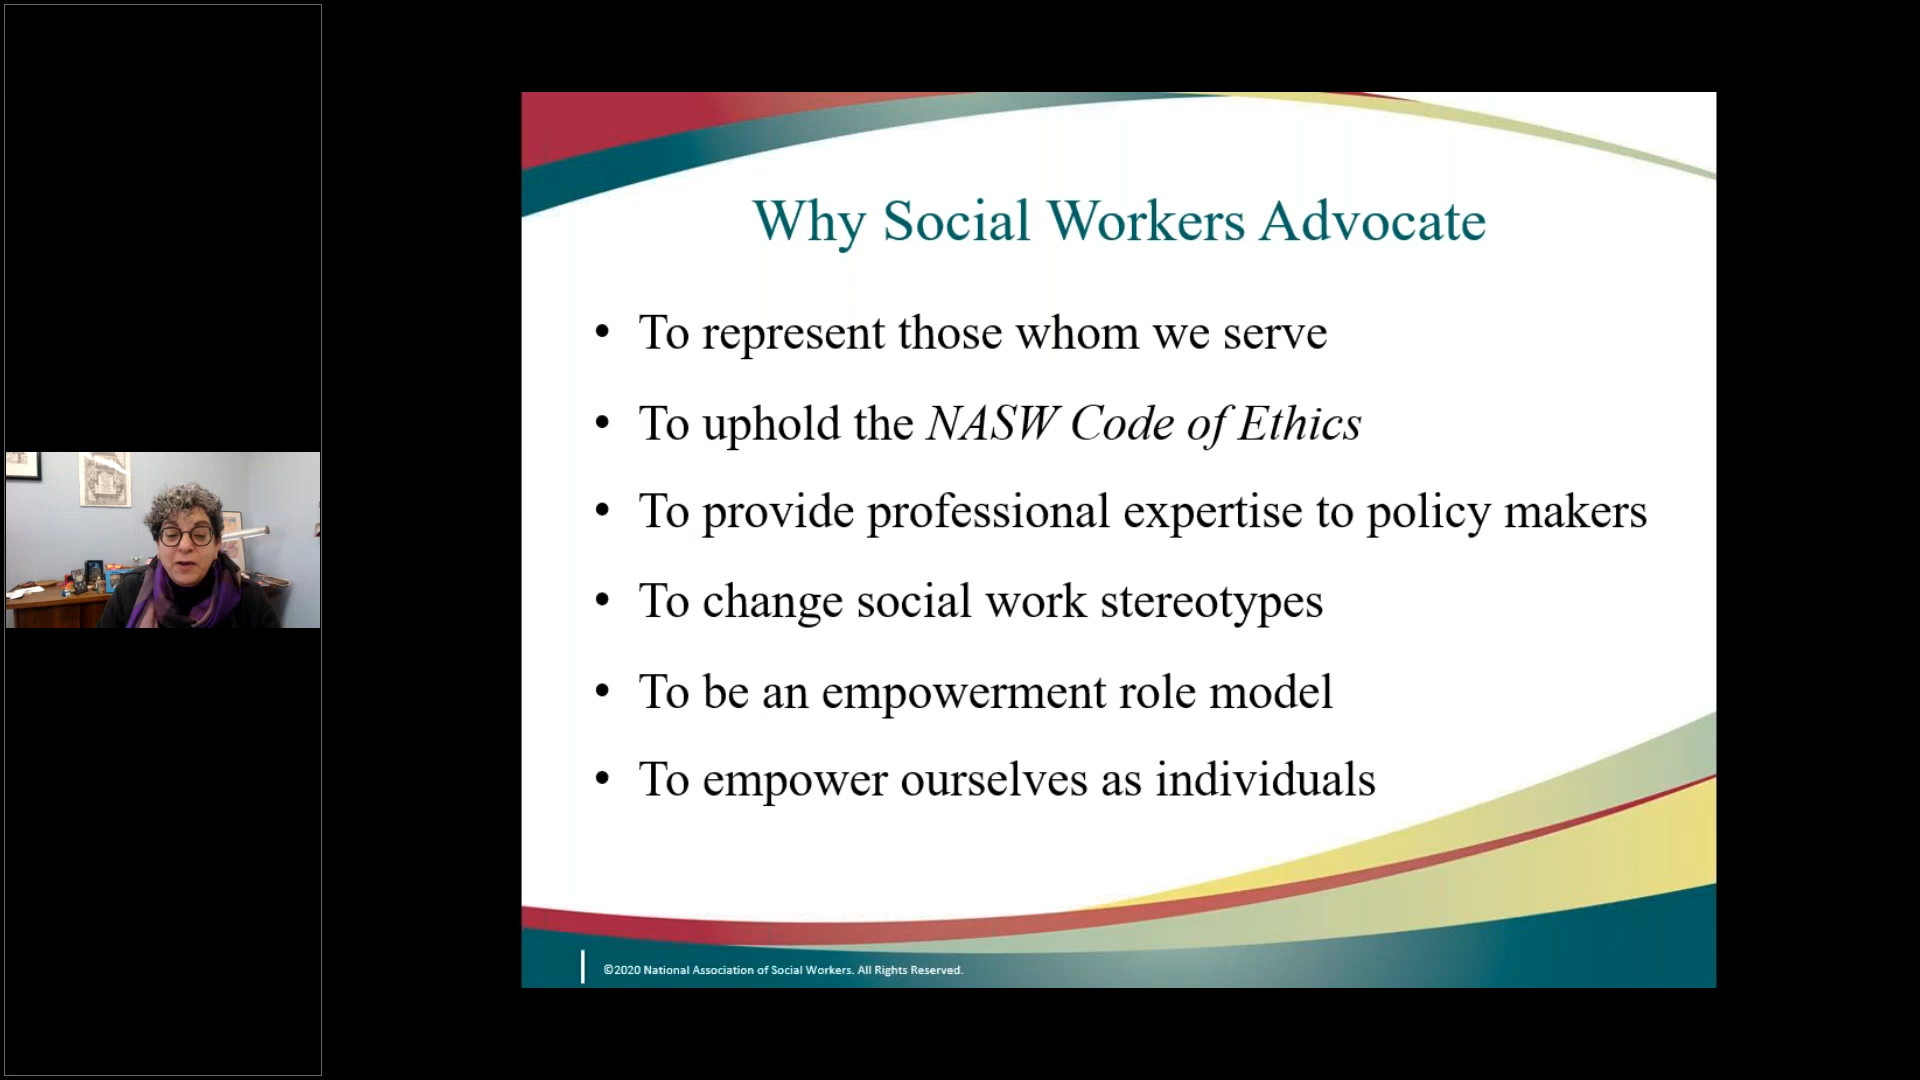 Why Social Workers Advocate
• To represent those whom we serve
• To uphold the NASW Code of Ethics
• To provide professional expertise to policy makers
• To change social work stereotypes
• To be an empowerment role model
• To empower ourselves as individuals
©2020 National Association of Social Workers. All Rights Reserved.